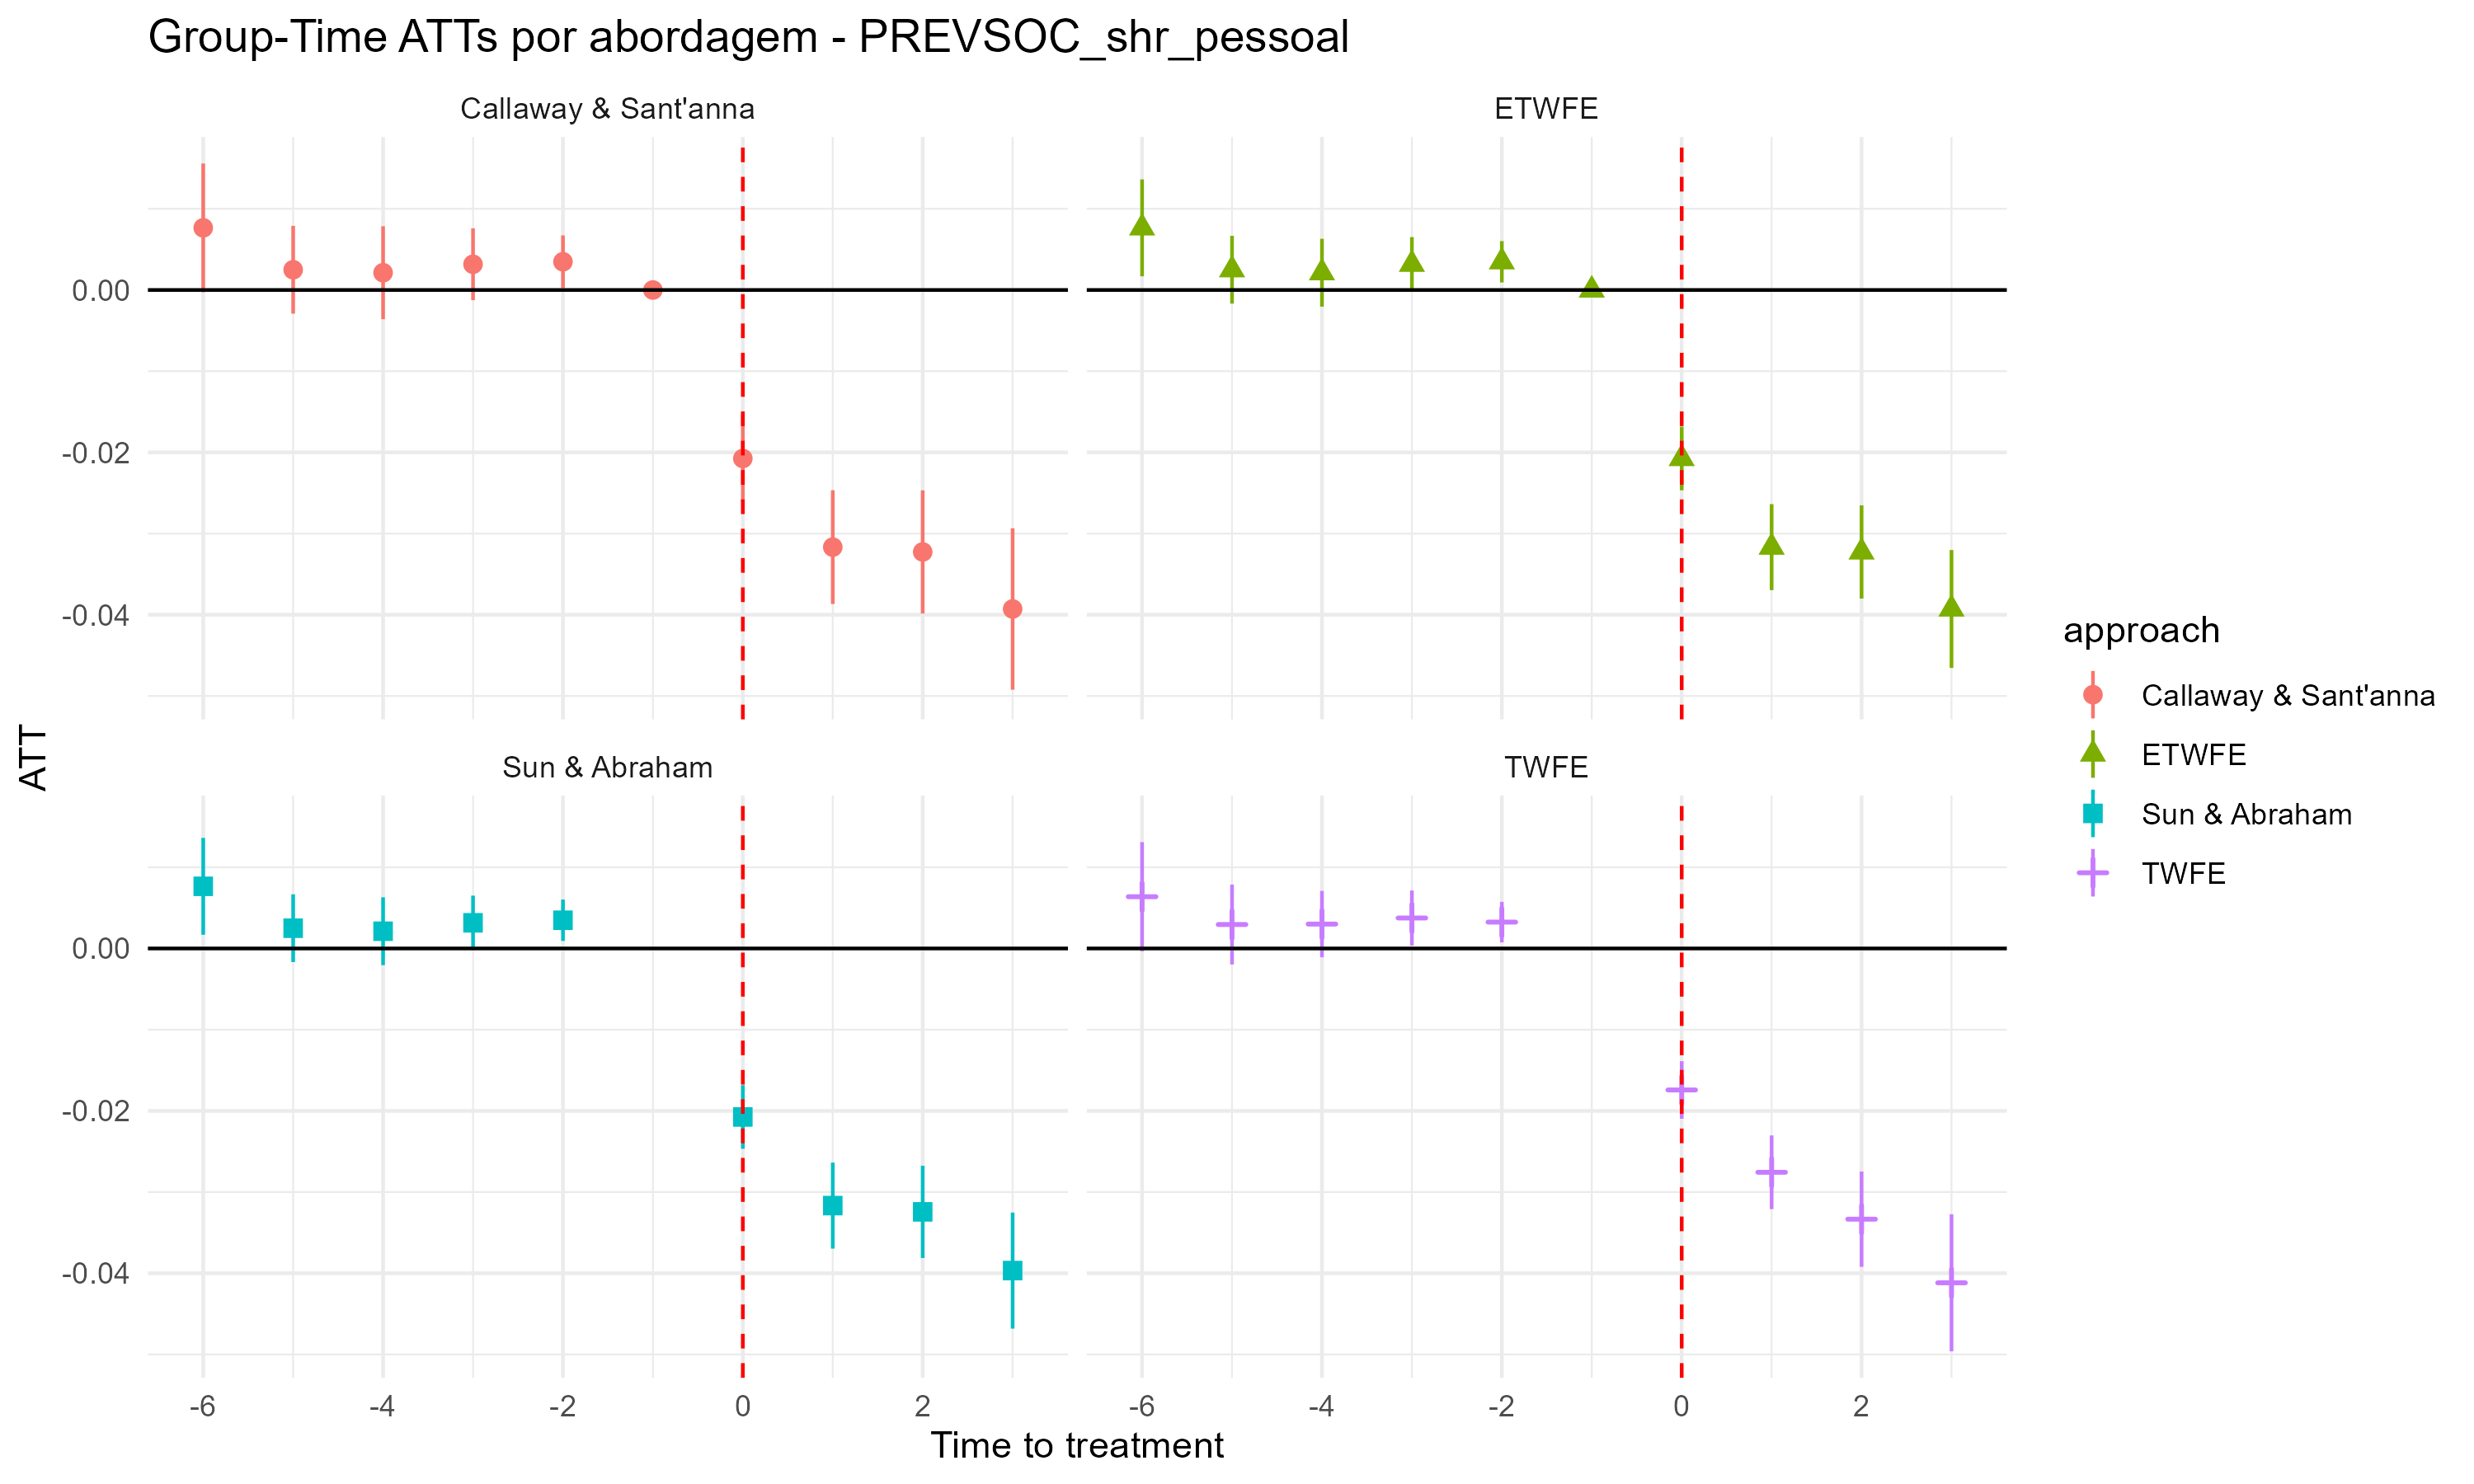 Group-Time ATTs por abordagem - PREVSOC_shr_pessoal
Callaway & Sant'anna
ETWFE
0.00
-0.02
-0.04
Sun & Abraham
TWFE
0.00
-0.02
-0.04
-6
-4
-2
0
2
-6
-4
-2
0
2
Time to treatment
ATT
approach
Callaway & Sant'anna
ETWFE
Sun & Abraham
TWFE